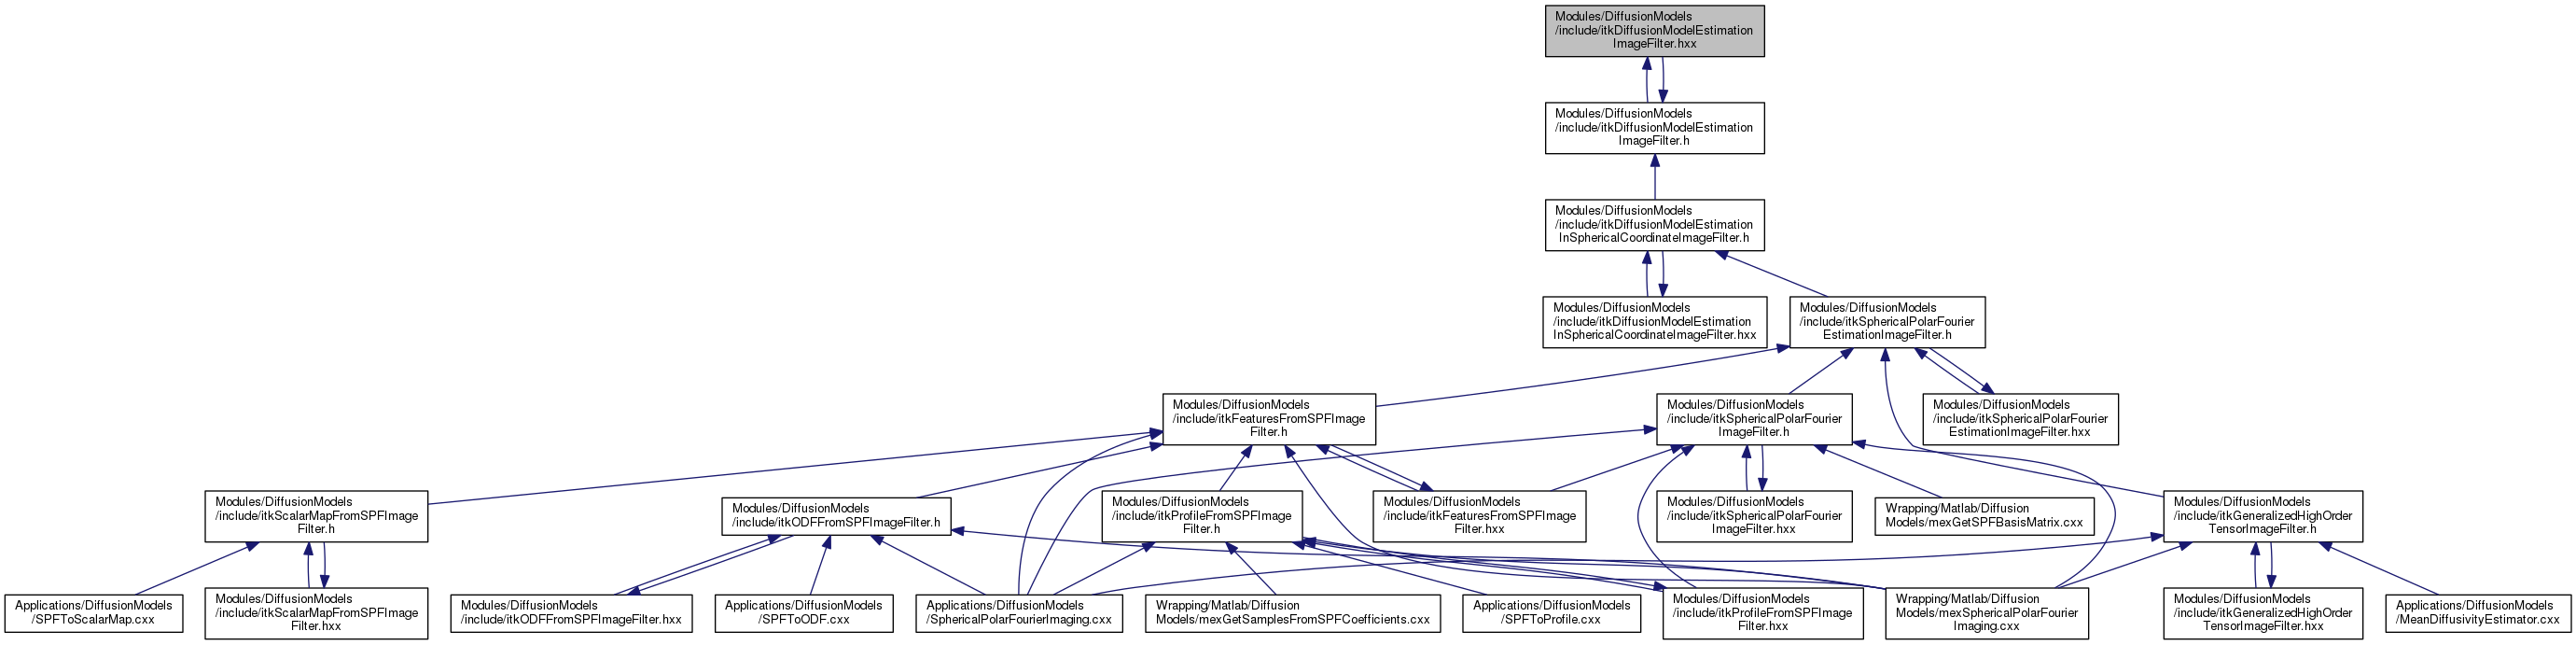 Modules/DiffusionModels
/include/itkDiffusionModelEstimation
ImageFilter.hxx
Modules/DiffusionModels
/include/itkDiffusionModelEstimation
ImageFilter.h
Modules/DiffusionModels
/include/itkDiffusionModelEstimation
InSphericalCoordinateImageFilter.h
Modules/DiffusionModels
/include/itkDiffusionModelEstimation
InSphericalCoordinateImageFilter.hxx
Modules/DiffusionModels
/include/itkSphericalPolarFourier
EstimationImageFilter.h
Modules/DiffusionModels
/include/itkFeaturesFromSPFImage
Filter.h
Modules/DiffusionModels
/include/itkSphericalPolarFourier
ImageFilter.h
Modules/DiffusionModels
/include/itkSphericalPolarFourier
EstimationImageFilter.hxx
Modules/DiffusionModels
/include/itkScalarMapFromSPFImage
Filter.h
Modules/DiffusionModels
/include/itkODFFromSPFImageFilter.h
Modules/DiffusionModels
/include/itkProfileFromSPFImage
Filter.h
Modules/DiffusionModels
/include/itkFeaturesFromSPFImage
Filter.hxx
Modules/DiffusionModels
/include/itkSphericalPolarFourier
ImageFilter.hxx
Wrapping/Matlab/Diffusion
Models/mexGetSPFBasisMatrix.cxx
Modules/DiffusionModels
/include/itkGeneralizedHighOrder
TensorImageFilter.h
Applications/DiffusionModels
/SPFToScalarMap.cxx
Modules/DiffusionModels
/include/itkScalarMapFromSPFImage
Filter.hxx
Modules/DiffusionModels
/include/itkODFFromSPFImageFilter.hxx
Applications/DiffusionModels
/SPFToODF.cxx
Applications/DiffusionModels
/SphericalPolarFourierImaging.cxx
Wrapping/Matlab/Diffusion
Models/mexGetSamplesFromSPFCoefficients.cxx
Applications/DiffusionModels
/SPFToProfile.cxx
Modules/DiffusionModels
/include/itkProfileFromSPFImage
Filter.hxx
Wrapping/Matlab/Diffusion
Models/mexSphericalPolarFourier
Imaging.cxx
Modules/DiffusionModels
/include/itkGeneralizedHighOrder
TensorImageFilter.hxx
Applications/DiffusionModels
/MeanDiffusivityEstimator.cxx